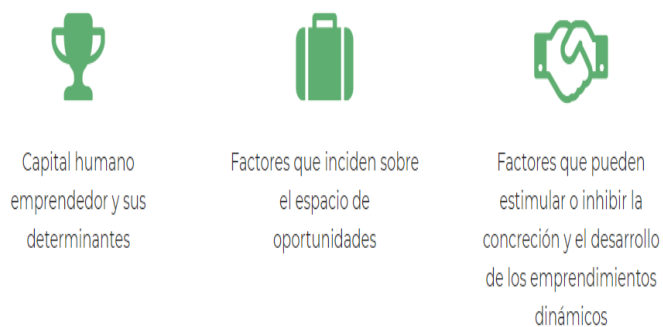 Capital humano
emprendedor y sus
determinantes
Factores que inciden sobre
el espacio de
oportunidades
Factores que pueden
estimular o inhibir la
concreción y el desarrollo
de los emprendimientos
dinámicos